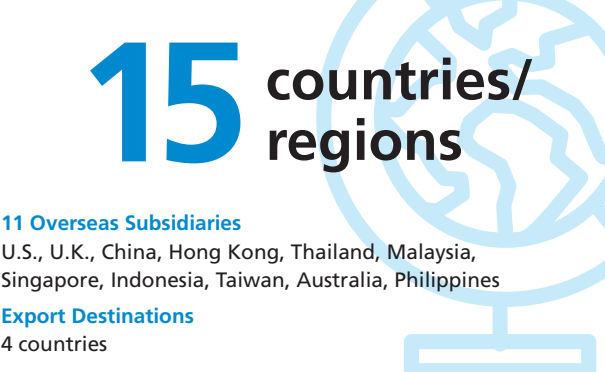 15 countries/
regions
11 Overseas Subsidiaries
U.S., U.K., China, Hong Kong, Thailand, Malaysia,
Singapore, Indonesia, Taiwan, Australia, Philippines
Export Destinations
4 countries